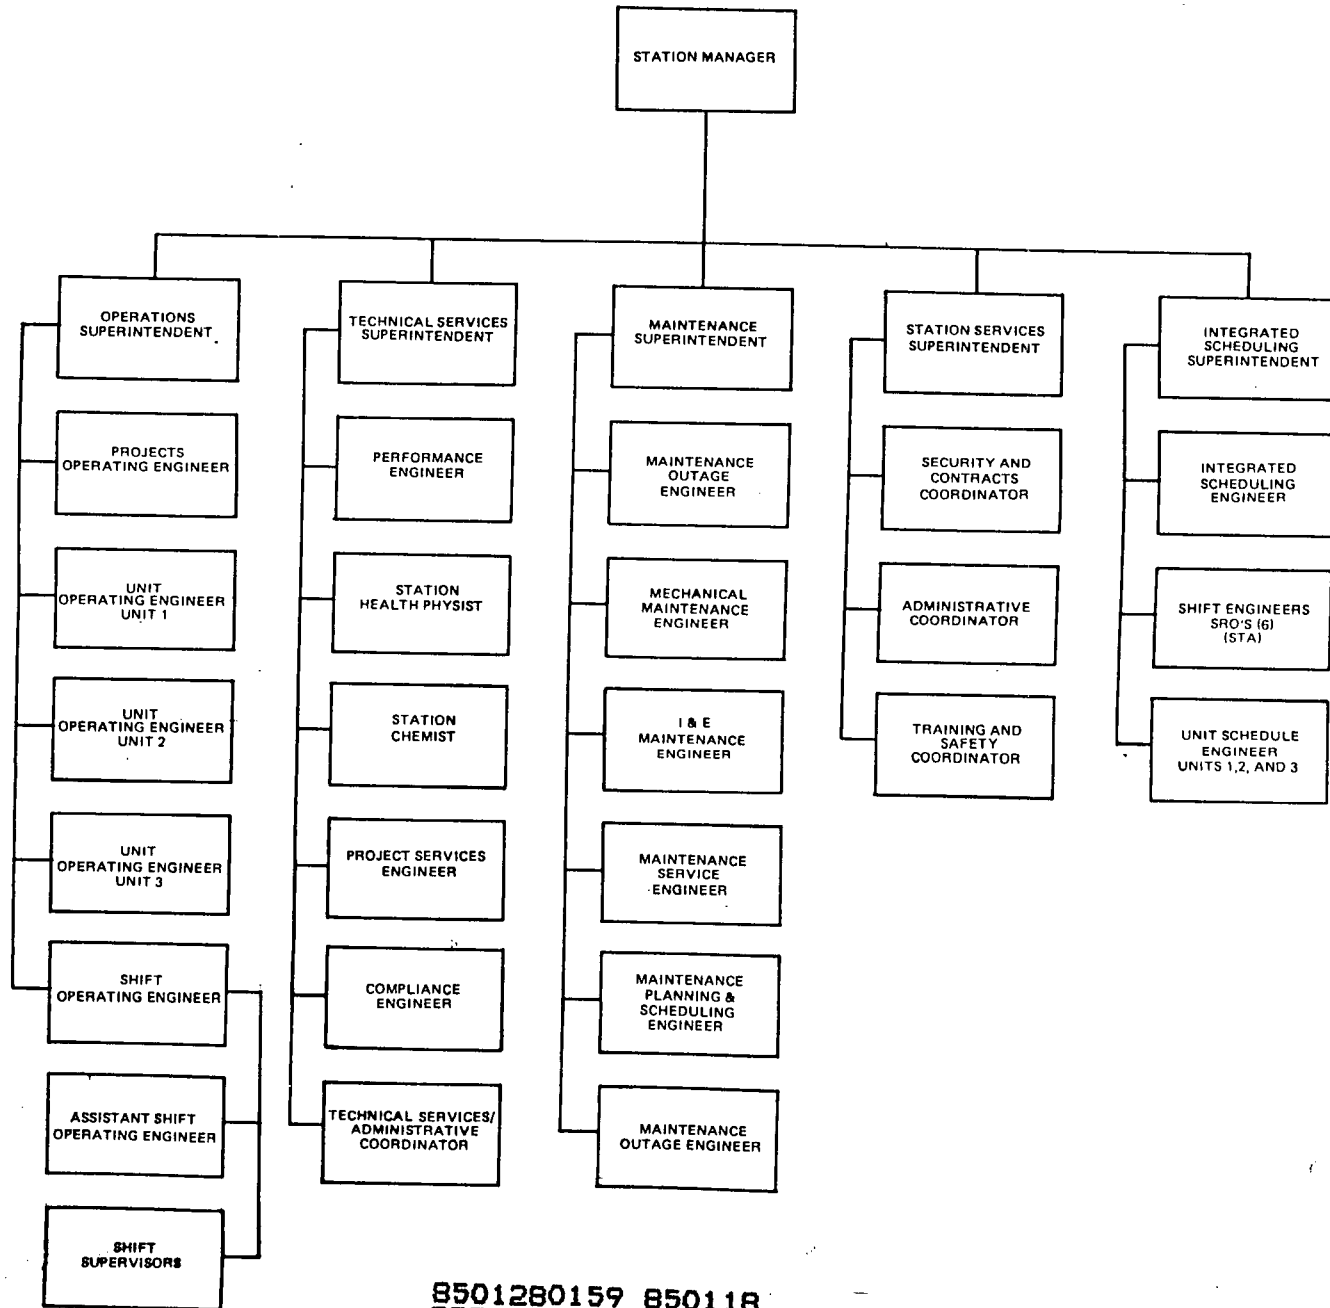 STATION MANAGER
OPERATIONS
SUPERINTENDENT
PROJECTS
OPERATING ENGINEER
UNIT
OPERATING ENGINEER
UNIT 1
UNIT
OPERATING ENGINEER
UNIT 2
UNIT
OPERATING ENGINEER
UNIT 3
SHIFT
OPERATING ENGINEER
ASSISTANT SHIFT
OPERATING ENGINEER
SHIFT
SUPERVISORS
TECHNICAL SERVICES
SUPERINTENDENT
PERFORMANCE
ENGINEER
STATION
HEALTH PHYSIST
STATION
CHEMIST
PROJECT SERVICES
ENGINEER
COMPLIANCE
ENGINEER
TECHNICAL SERVICES/
ADMINISTRATIVE
COORDINATOR
MAINTENANCE
SUPERINTENDENT
MAINTENANCE
OUTAGE
ENGINEER
MECHANICAL
MAINTENANCE
ENGINEER
I & E
MAINTENANCE
ENGINEER
MAINTENANCE
SERVICE
ENGINEER
MAINTENANCE
PLANNING &
SCHEDULING
ENGINEER
MAINTENANCE
OUTAGE ENGINEER
STATION SERVICES
SUPERINTENDENT
SECURITY AND
CONTRACTS
COORDINATOR
ADMINISTRATIVE
COORDINATOR
TRAINING AND
SAFETY
COORDINATOR
INTEGRATED
SCHEDULING
SUPERINTENDENT
INTEGRATED
SCHEDULING
ENGINEER
SHIFT ENGINEERS
SRO'S (6)
(STA)
UNIT SCHEDULE
ENGINEER
UNITS 1,2, AND 3
8501280159 850118